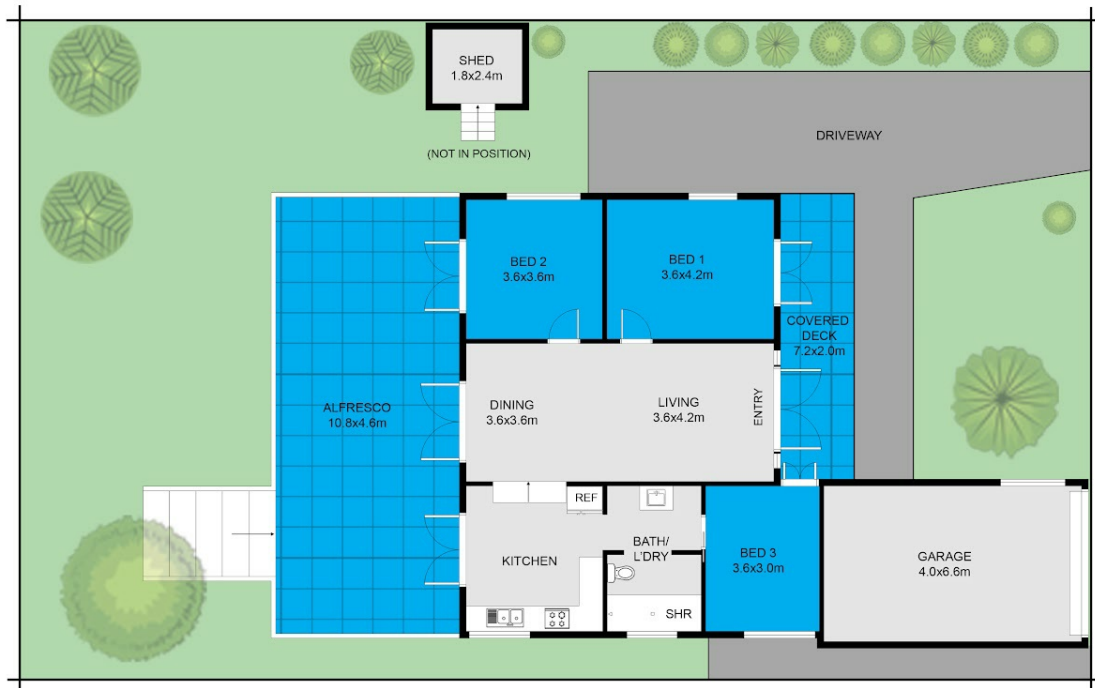 SHED
1.8x2.4m
(NOT IN POSITION)
DRIVEWAY
BED 2
3.6x3.6m
BED 1
3.6x4.2m
COVERED
DECK
7.2x2.0m
ALFRESCO
10.8x4.6m
DINING
3.6x3.6m
LIVING
3.6x4.2m
ENTRY
REF
KITCHEN
BATH/
L'DRY
BED 3
3.6x3.0m
GARAGE
4.0x6.6m
SHR